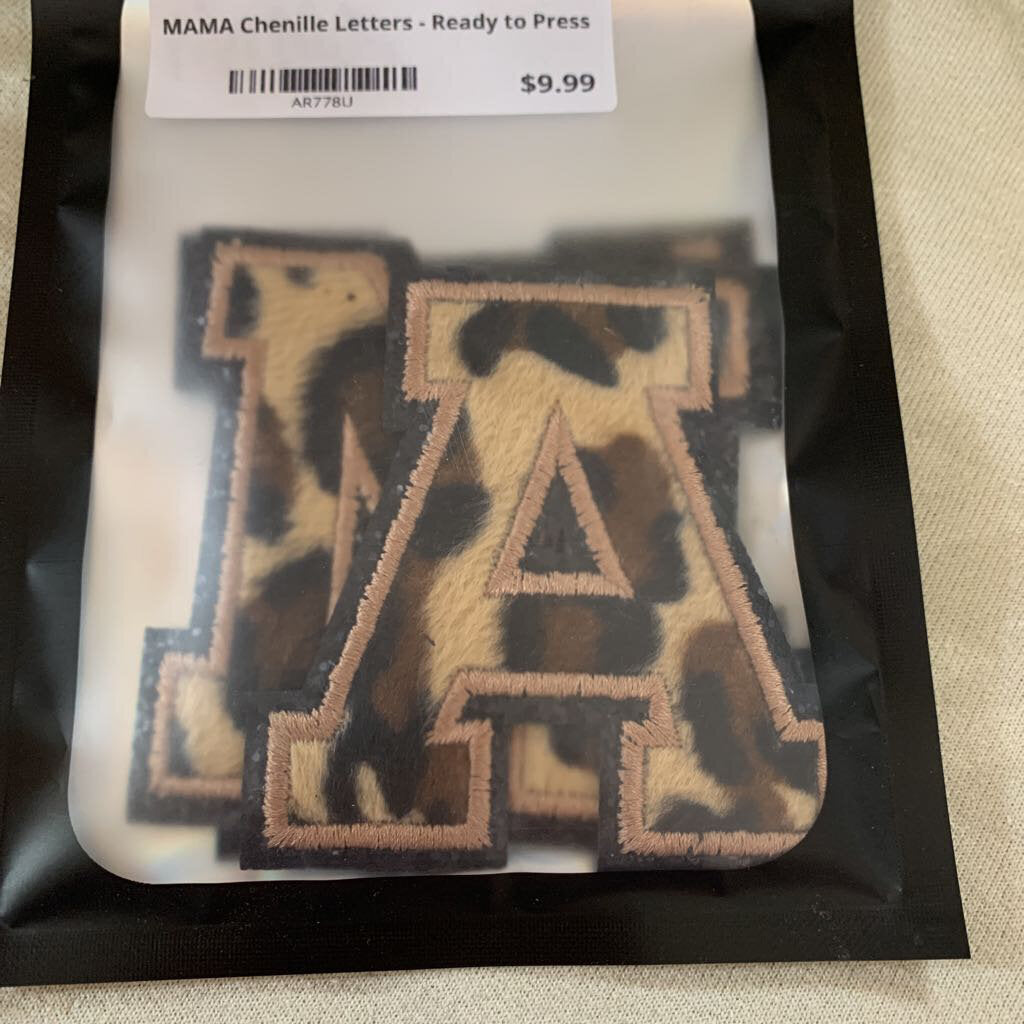 MAMA Chenille Letters - Ready to Press
AR778U
$9.99
A